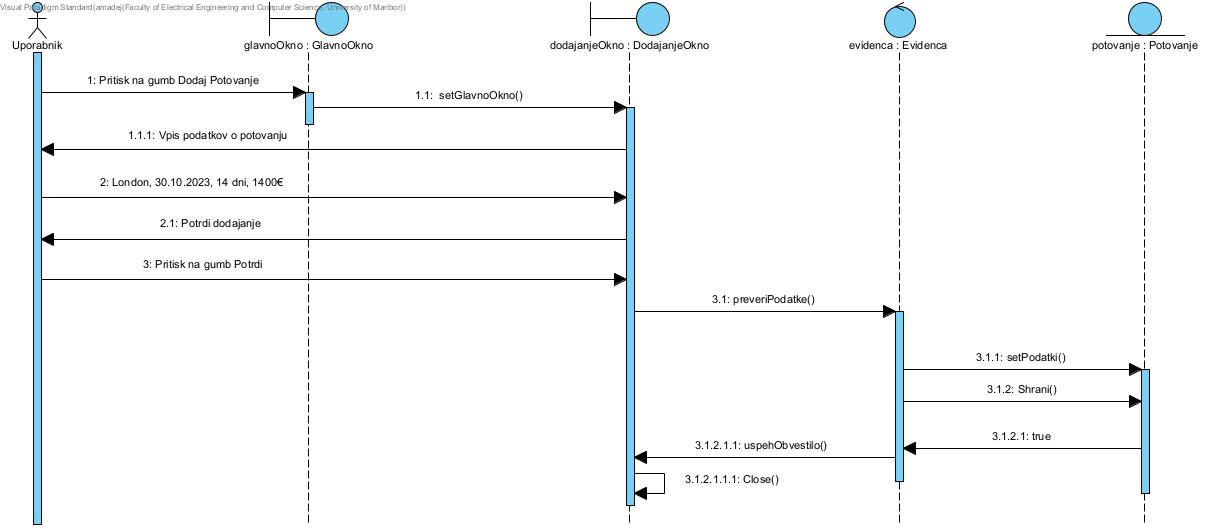 Visual Paradigm Standard(amadej(Faculty of Electrical Engineering and Computer Science, University of Maribor))
Uporabnik
glavnoOkno : GlavnoOkno
dodajanjeOkno : DodajanjeOkno
evidenca : Evidenca
potovanje : Potovanje
1: Pritisk na gumb Dodaj Potovanje
1.1: setGlavnoOkno()
1.1.1: Vpis podatkov o potovanju
2: London, 30.10.2023, 14 dni, 1400€
2.1: Potrdi dodajanje
3: Pritisk na gumb Potrdi
3.1: preveriPodatke()
3.1.1: setPodatki()
3.1.2: Shrani()
3.1.2.1: true
3.1.2.1.1: uspehObvestilo()
3.1.2.1.1.1: Close()